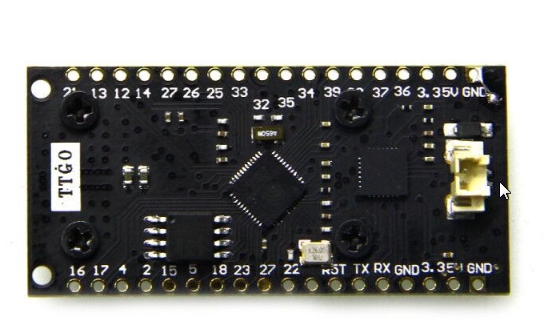 21 13 12 14 27 26 25 33 34 39 38 37 36 3.3 5V GND
32 35
TTGO
16 17 4 2 15 5 18 23 27 22 RST TX RX GND 3.3 5V GND